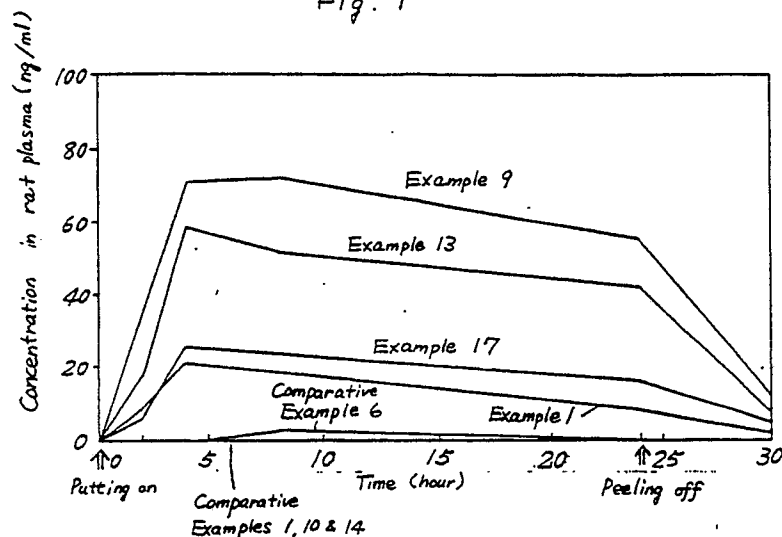 Fig. 1
Concentration in rat plasma (ng/ml)
100
80
60
40
20
0
Example 9
Example 13
Example 17
Comparative
Example 6
Example 1
0
5
10
15
20
25
30
⇑
Putting on
Time (hour)
⇑
Peeling off
Comparative
Examples 1, 10 & 14